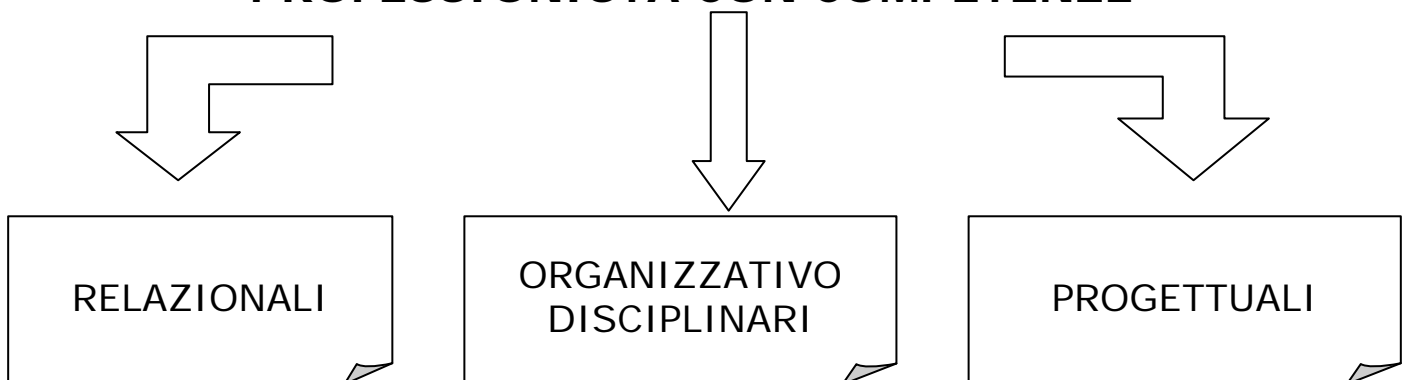 PROFESSIONISTA CON COMPETENZE
RELAZIONALI
ORGANIZZATIVO
DISCIPLINARI
PROGETTUALI